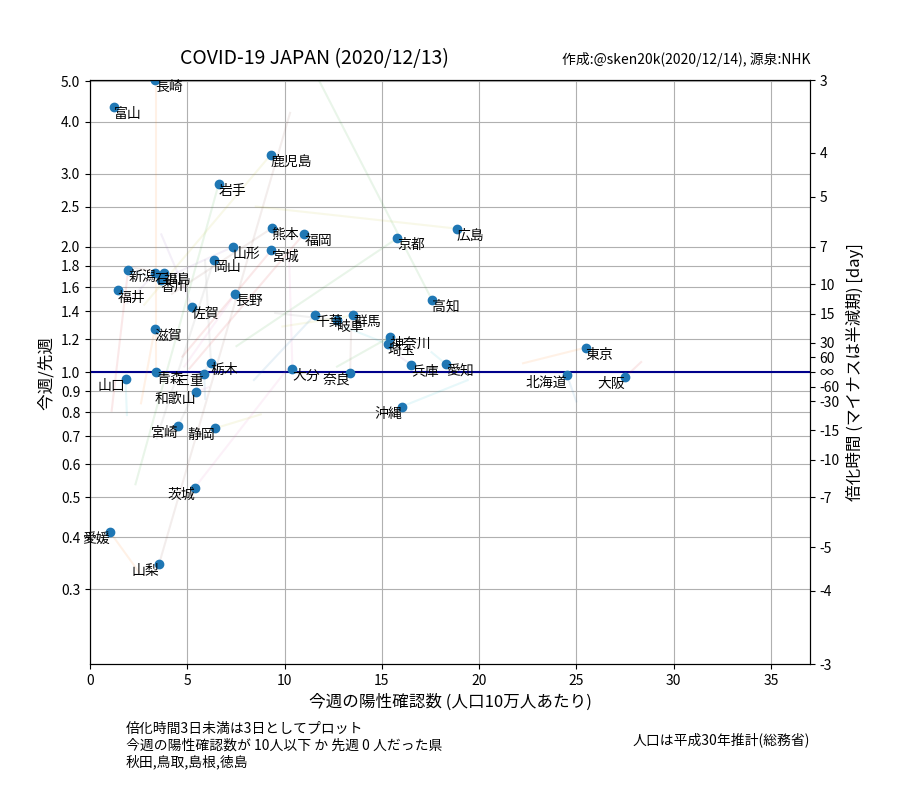 COVID-19 JAPAN (2020/12/13)
作成:@sken20k(2020/12/14), 源泉:NHK
5.0
4.0
3.0
2.5
2.0
1.8
1.6
1.4
1.2
1.0
0.9
0.8
0.7
0.6
0.5
0.4
0.3
今週/先週
長崎
富山
鹿児島
岩手
熊本
福岡
広島
京都
山形
宮城
岡山
新潟
石川
福島
香川
福井
長野
高知
佐賀
千葉
岐阜
群馬
滋賀
神奈川
埼玉
東京
栃木
兵庫
愛知
大分
奈良
青森
三重
山口
北海道
大阪
和歌山
沖縄
宮崎
静岡
茨城
愛媛
山梨
3
4
5
7
10
15
30
60
∞
-60
-30
-15
-10
-7
-5
-4
-3
倍化時間 (マイナスは半減期) [day]
0 5 10 15 20 25 30 35
今週の陽性確認数 (人口10万人あたり)
倍化時間3日未満は3日としてプロット
今週の陽性確認数が 10人以下 か 先週 0 人だった県
秋田,鳥取,島根,徳島
人口は平成30年推計(総務省)